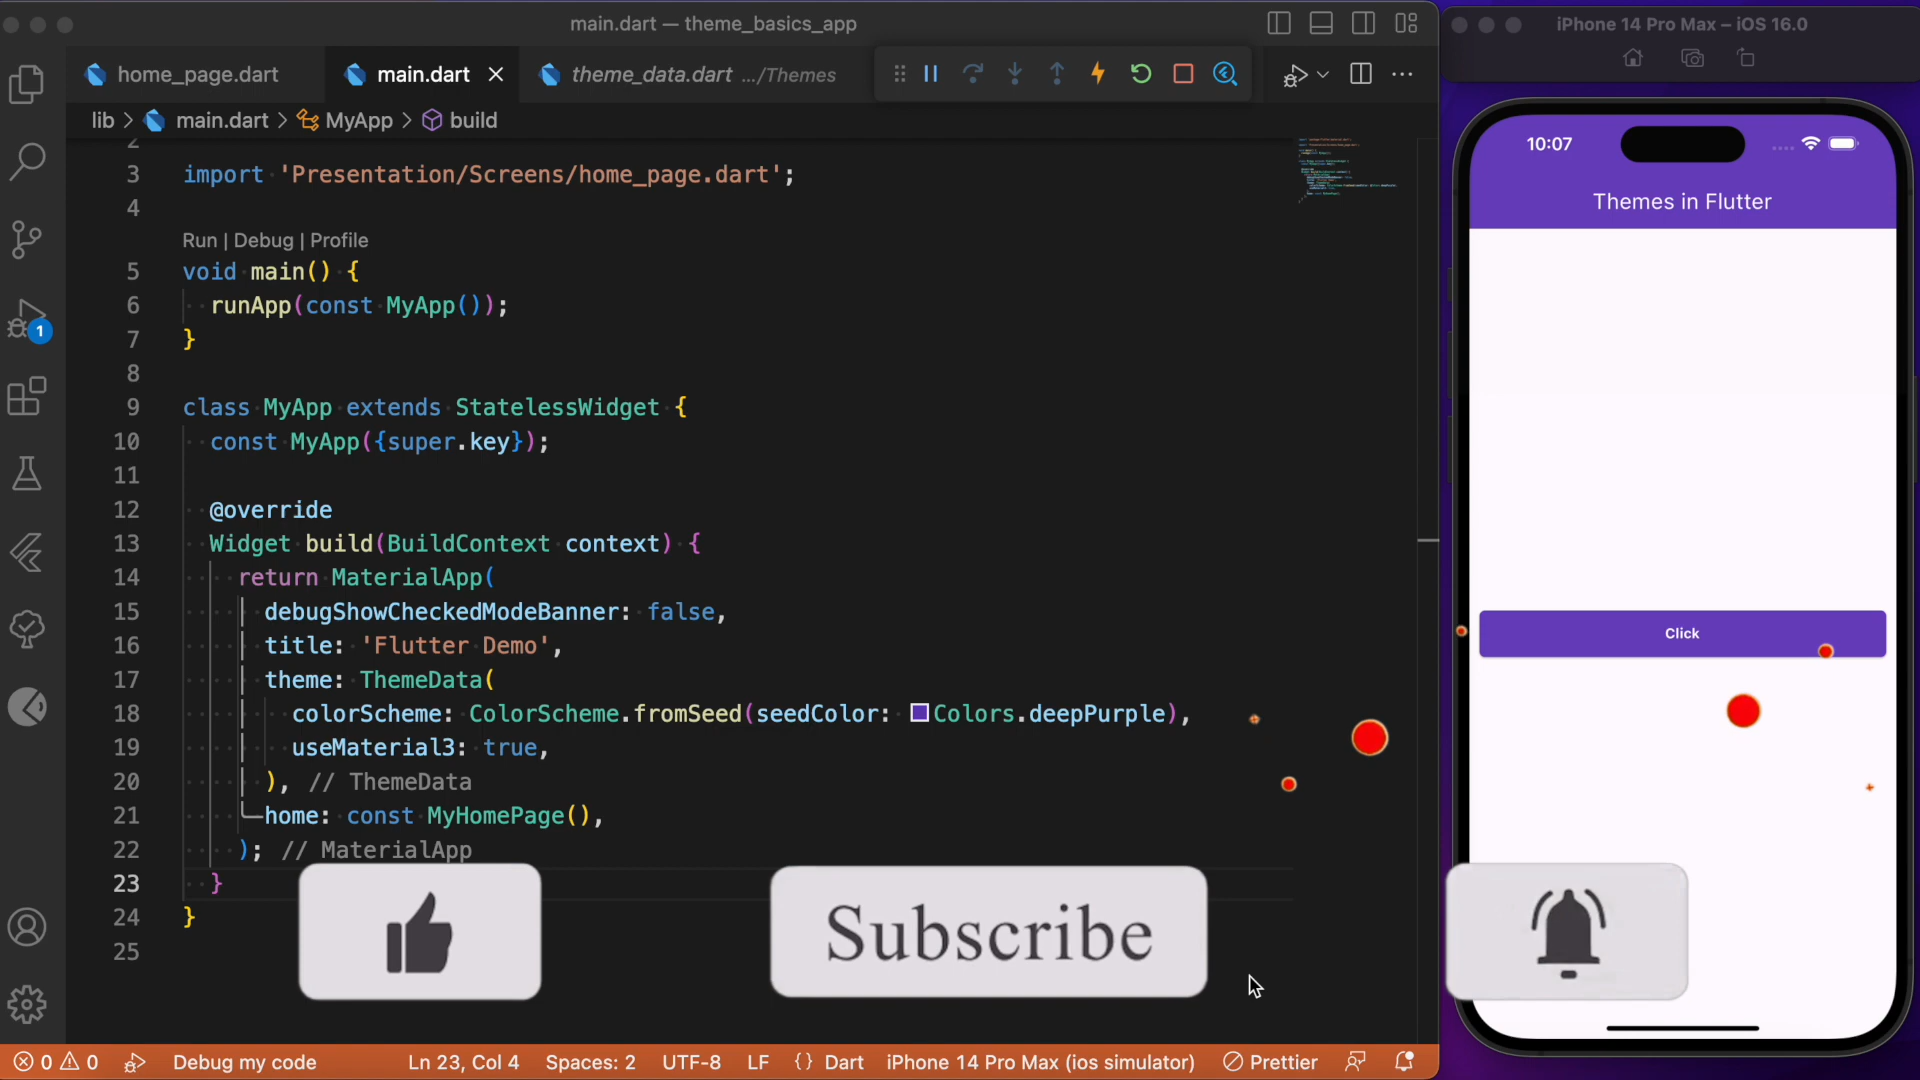 main.dart — theme_basics_app
home_page.dart
main.dart
theme_data.dart .../Themes
lib > main.dart > MyApp > build
2
3 import 'Presentation/Screens/home_page.dart';
4
Run | Debug | Profile
5 void main() {
6 runApp(const MyApp());
7 }
8
9 class MyApp extends StatelessWidget {
10 const MyApp({super.key});
11
12 @override
13 Widget build(BuildContext context) {
14 return MaterialApp(
15 debugShowCheckedModeBanner: false,
16 title: 'Flutter Demo',
17 theme: ThemeData(
18 colorScheme: ColorScheme.fromSeed(seedColor: Colors.deepPurple),
19 useMaterial3: true,
20 ), // ThemeData
21 home: const MyHomePage(),
22 ); // MaterialApp
23 }
24 }
25
1
Subscribe
0 0 Debug my code Ln 23, Col 4 Spaces: 2 UTF-8 LF {} Dart iPhone 14 Pro Max (ios simulator) Prettier
iPhone 14 Pro Max – iOS 16.0
10:07
Themes in Flutter
Click